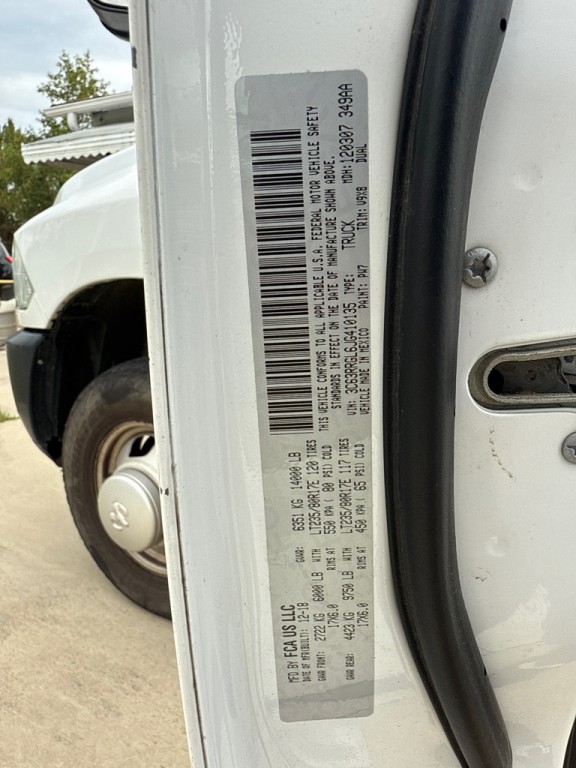 MFD BY FCA US LLC
DATE OF MFR(BUILT): 12-18 GVWR: 6351 KG 14000 LB
GAWR FRONT: 2722 KG 6000 LB WITH LT235/80R17E 120 TIRES
17X6.0 RIMS AT 550 KPA ( 80 PSI) COLD
GAWR REAR: 4423 KG 9750 LB WITH LT235/80R17E 117 TIRES
17X6.0 RIMS AT 450 KPA ( 65 PSI) COLD
THIS VEHICLE CONFORMS TO ALL APPLICABLE U.S.A. FEDERAL MOTOR VEHICLE SAFETY
STANDARDS IN EFFECT ON THE DATE OF MANUFACTURE SHOWN ABOVE.
VIN: 3C63RRGL6JG410135 TYPE: TRUCK MDH: 120307 349AA
DUAL
MADE IN MEXICO PAINT: PW7 TRIM: V9X8